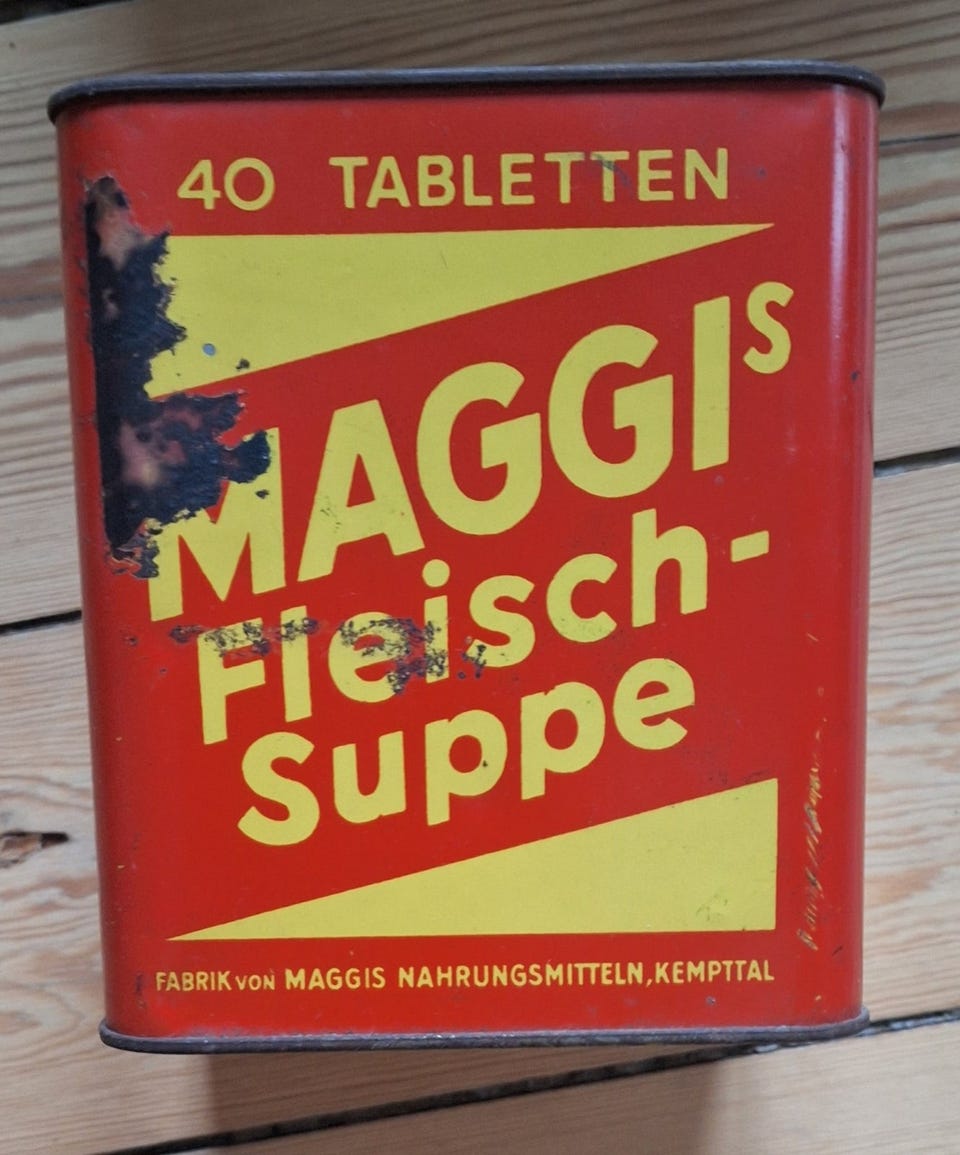 40 TABLETTEN
MAGGIS
Fleisch-
Suppe
FABRIK VON MAGGIS NAHRUNGSMITTELN, KEMPTTAL